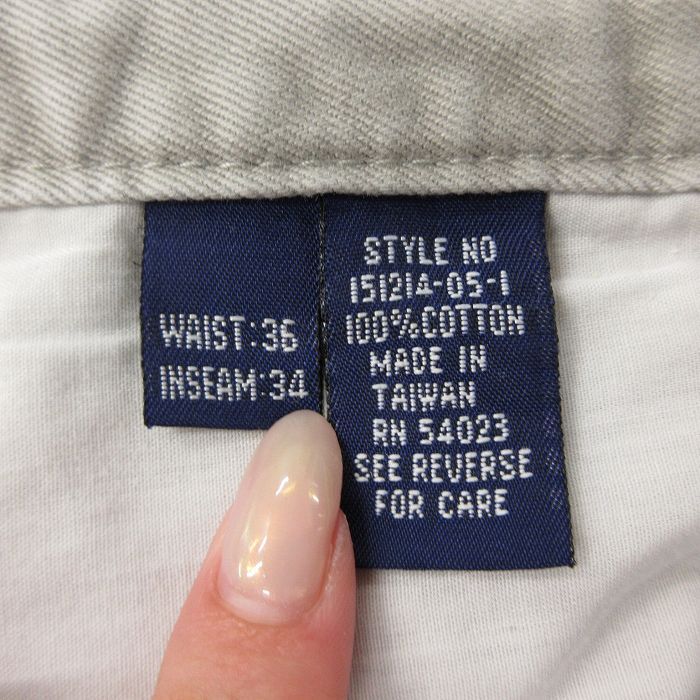 WAIST:36
INSEAM:34
STYLE NO
151214-05-1
100%COTTON
MADE IN
TAIWAN
RN 54023
SEE REVERSE
FOR CARE